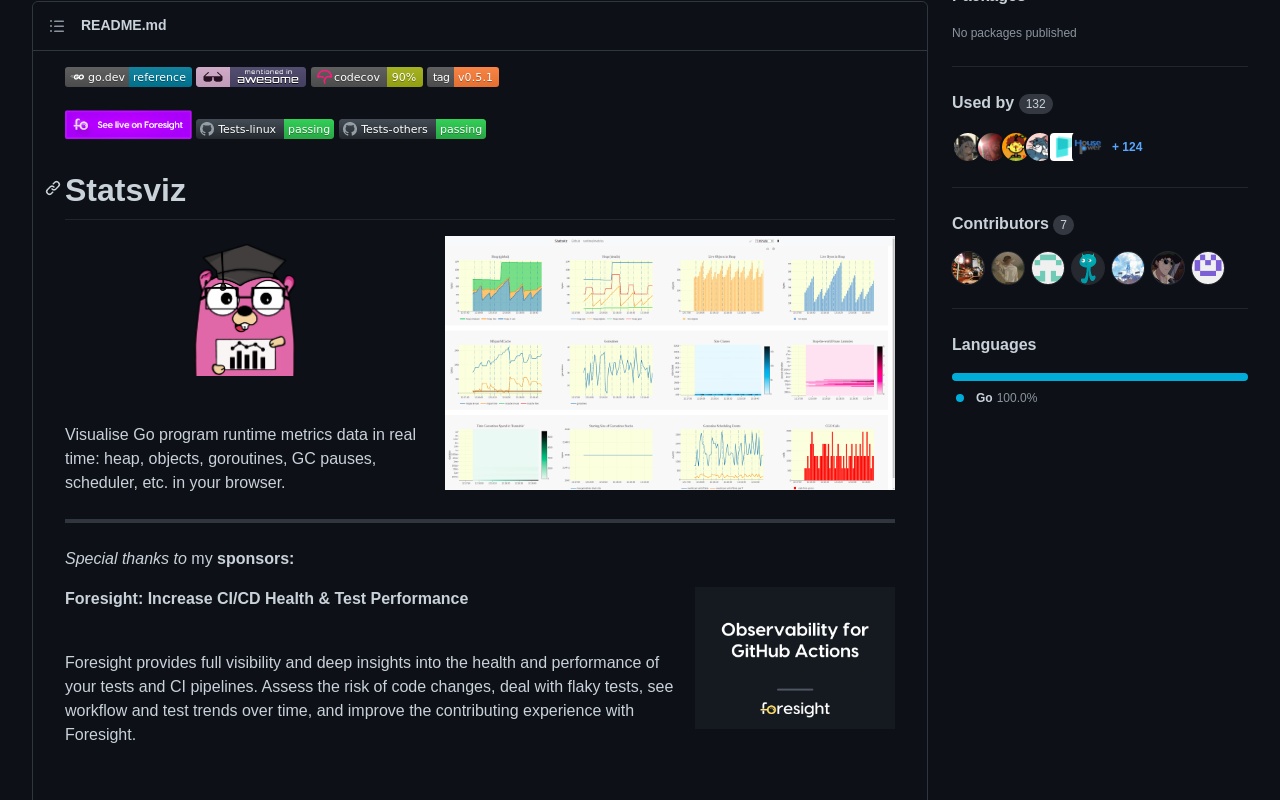 README.md
Packages
No packages published
go.dev reference
mentioned in awesome
codecov 90%
tag v0.5.1
See live on Foresight
Tests-linux passing
Tests-others passing
Used by 132
+ 124
Statsviz
Contributors 7
Languages
Go 100.0%
Visualise Go program runtime metrics data in real
time: heap, objects, goroutines, GC pauses,
scheduler, etc. in your browser.
Special thanks to my sponsors:
Foresight: Increase CI/CD Health & Test Performance
Foresight provides full visibility and deep insights into the health and performance of
your tests and CI pipelines. Assess the risk of code changes, deal with flaky tests, see
workflow and test trends over time, and improve the contributing experience with
Foresight.
Observability for
GitHub Actions
foresight